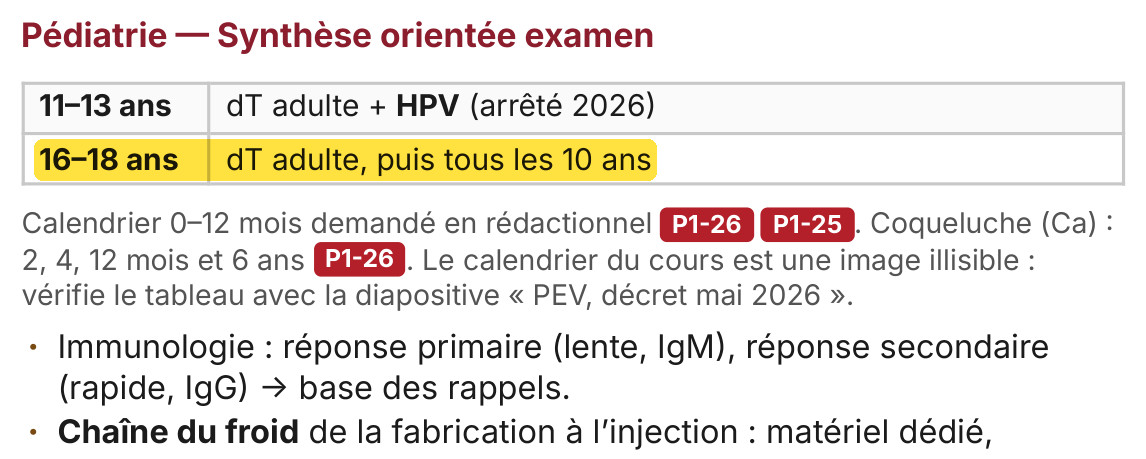 Pédiatrie — Synthèse orientée examen
11–13 ans dT adulte + HPV (arrêté 2026)
16–18 ans dT adulte, puis tous les 10 ans
Calendrier 0–12 mois demandé en rédactionnel P1-26 P1-25. Coqueluche (Ca) :
2, 4, 12 mois et 6 ans P1-26. Le calendrier du cours est une image illisible :
vérifie le tableau avec la diapositive « PEV, décret mai 2026 ».
· Immunologie : réponse primaire (lente, IgM), réponse secondaire
(rapide, IgG) → base des rappels.
· Chaîne du froid de la fabrication à l’injection : matériel dédié,